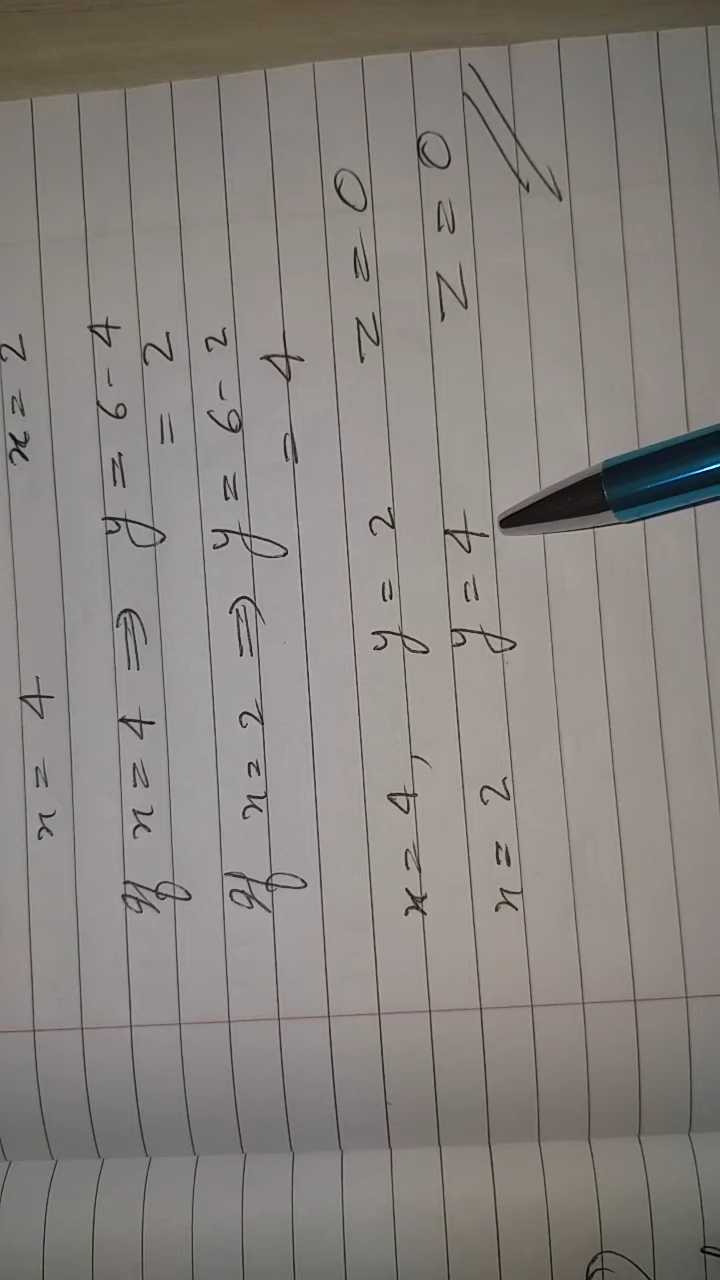 x = 4 x = 2
If x = 4 ⇒ y = 6 - 4
= 2
If x = 2 ⇒ y = 6 - 2
= 4
x = 4, y = 2 z = 0
x = 2 y = 4 z = 0